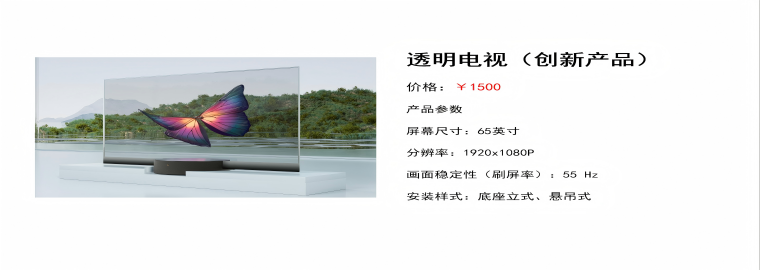 透明电视（创新产品）
价格：￥1500
产品参数
屏幕尺寸：65英寸
分辨率：1920x1080P
画面稳定性（刷屏率）：55 Hz
安装样式：底座立式、悬吊式